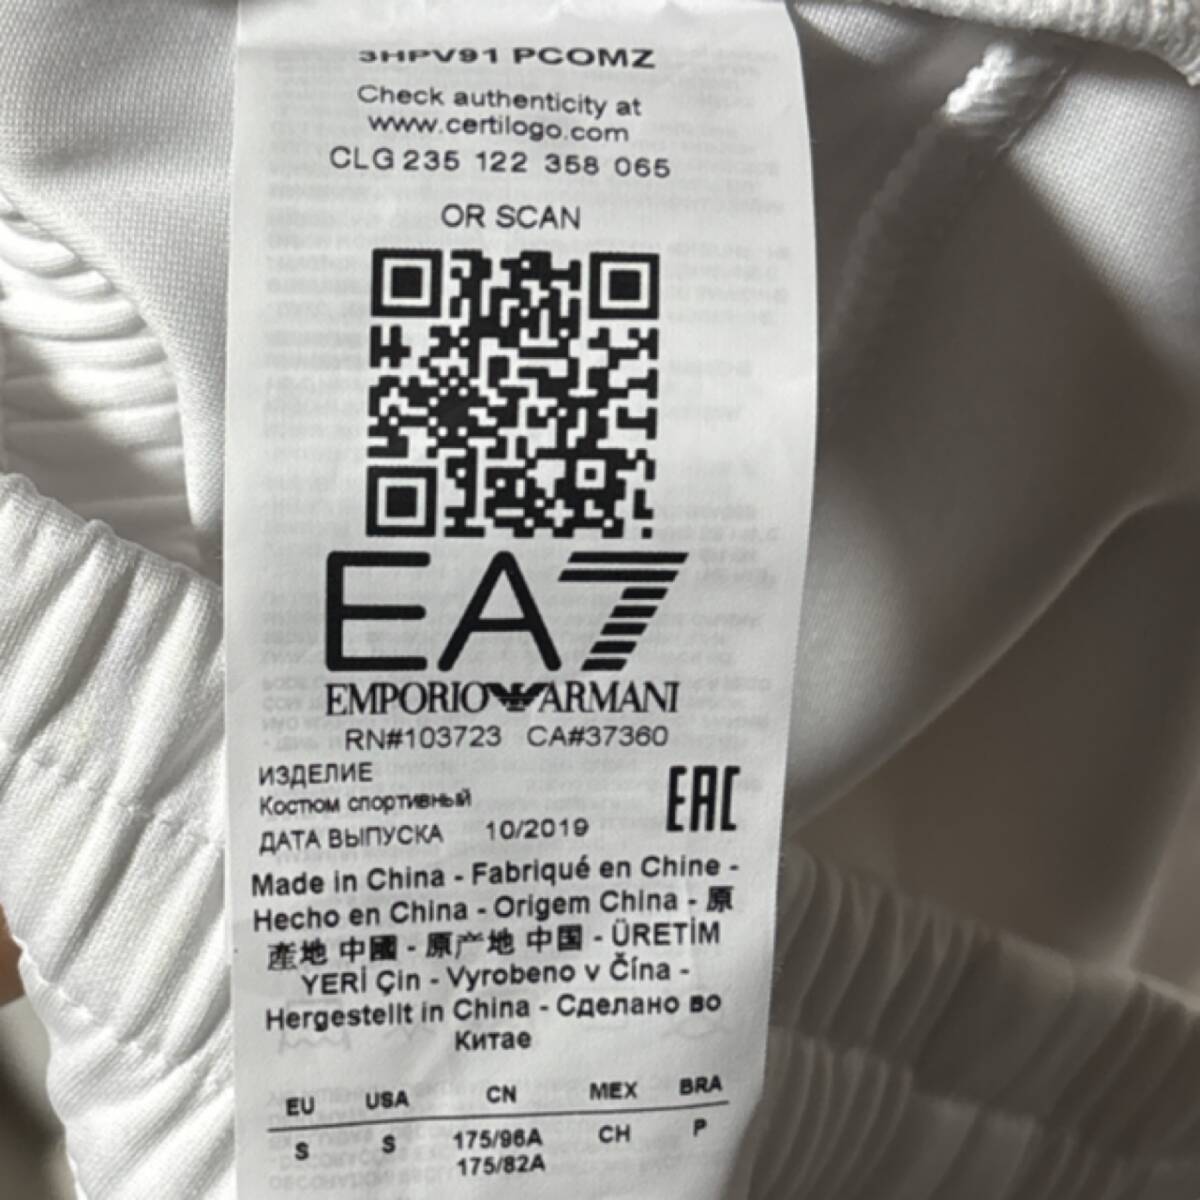 3HPV91 PCOMZ
Check authenticity at
www.certilogo.com
CLG 235 122 358 065
OR SCAN
EA7
EMPORIO ARMANI
RN#103723 CA#37360
ИЗДЕЛИЕ
Костюм спортивный
ДАТА ВЫПУСКА 10/2019
EAC
Made in China - Fabriqué en Chine -
Hecho en China - Origem China - 原
產地 中國 - 原产地 中国 - ÜRETİM
YERİ Çin - Vyrobeno v Čína -
Hergestellt in China - Сделано во
Китае
EU USA CN MEX BRA
S S 175/96A CH P
175/82A